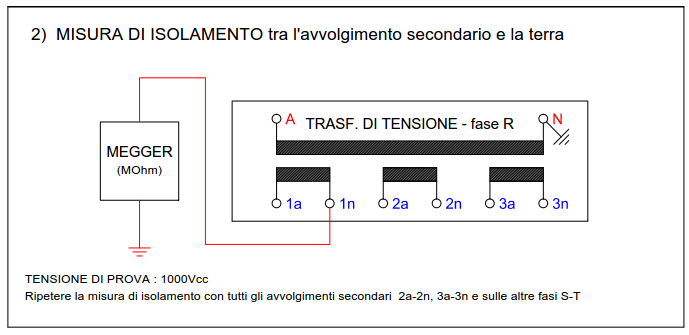 2) MISURA DI ISOLAMENTO tra l'avvolgimento secondario e la terra
A TRASF. DI TENSIONE - fase R N
MEGGER
(MOhm)
1a 1n 2a 2n 3a 3n
TENSIONE DI PROVA : 1000Vcc
Ripetere la misura di isolamento con tutti gli avvolgimenti secondari 2a-2n, 3a-3n e sulle altre fasi S-T